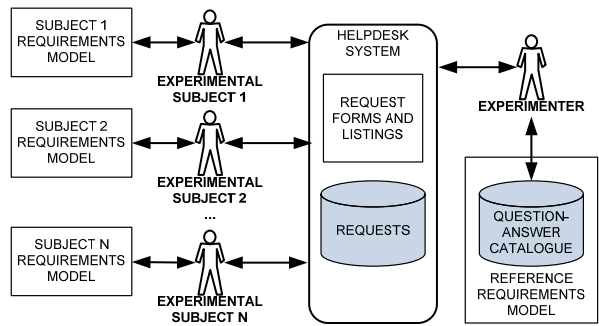 SUBJECT 1
REQUIREMENTS
MODEL
EXPERIMENTAL
SUBJECT 1
SUBJECT 2
REQUIREMENTS
MODEL
EXPERIMENTAL
SUBJECT 2
...
SUBJECT N
REQUIREMENTS
MODEL
EXPERIMENTAL
SUBJECT N
HELPDESK
SYSTEM
REQUEST
FORMS AND
LISTINGS
REQUESTS
EXPERIMENTER
QUESTION-
ANSWER
CATALOGUE
REFERENCE
REQUIREMENTS
MODEL